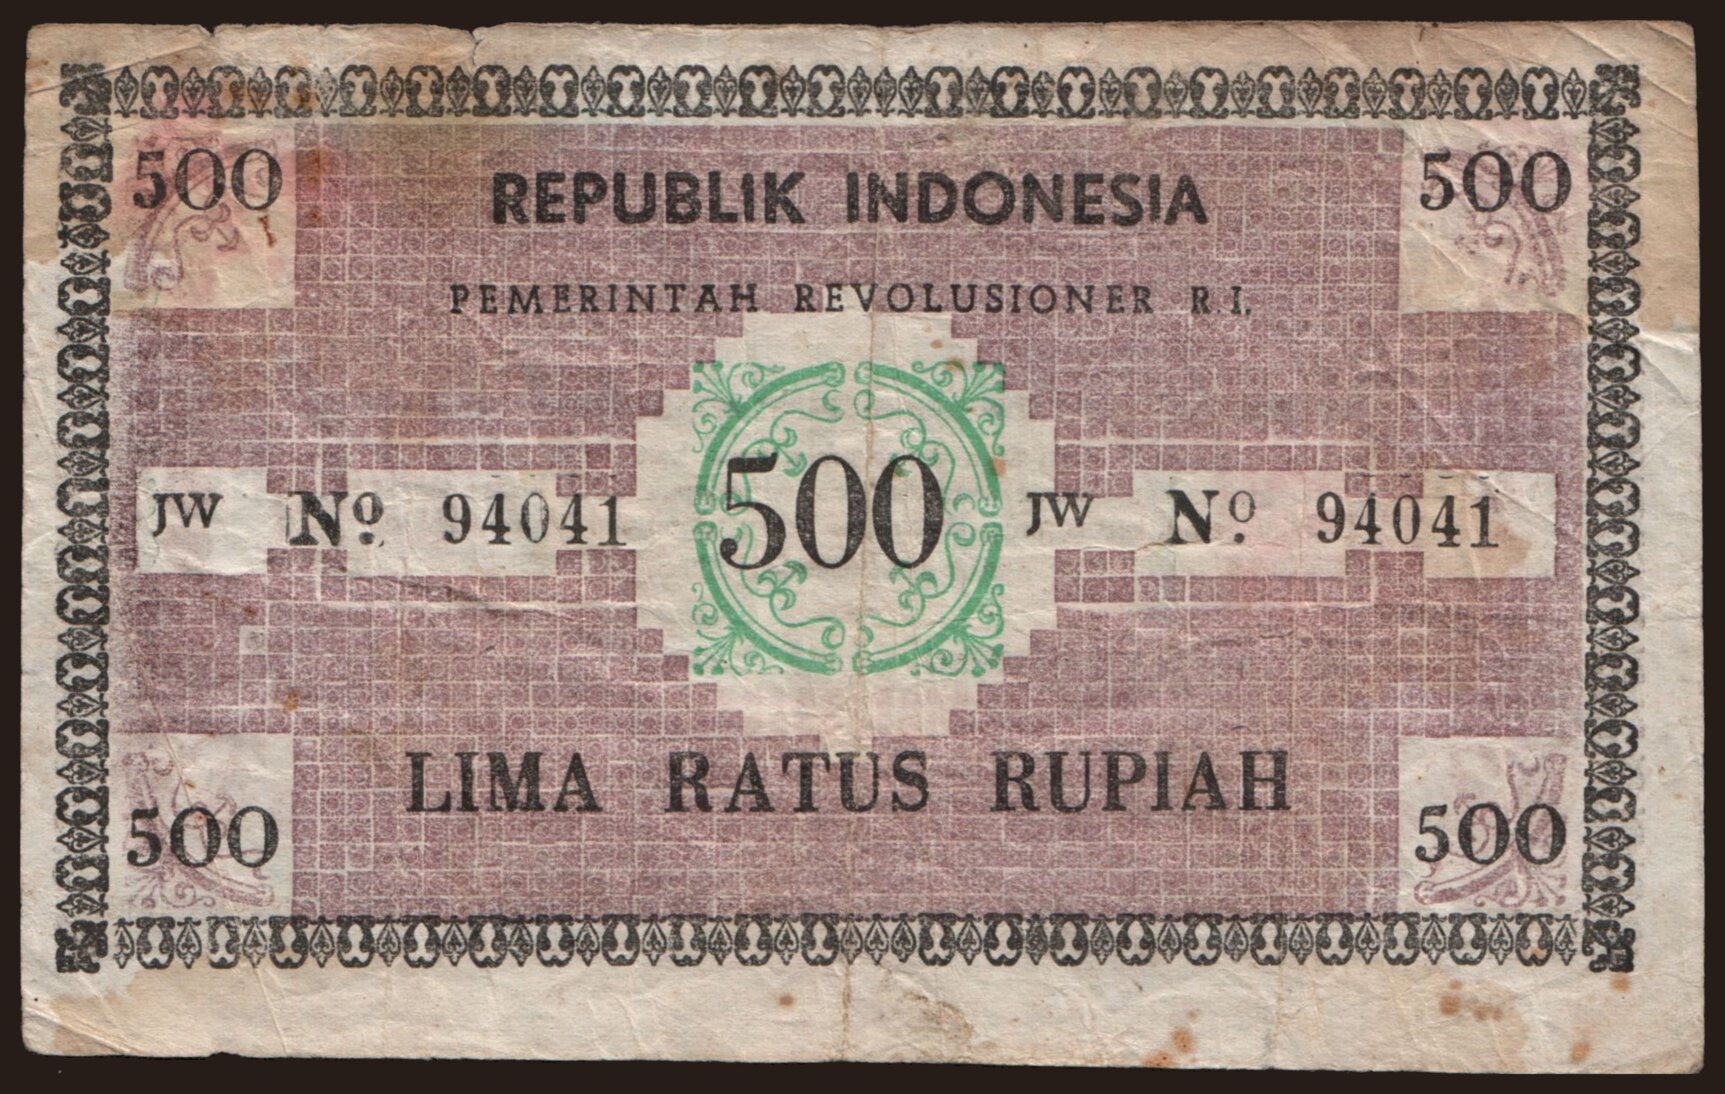 500 REPUBLIK INDONESIA 500
PEMERINTAH REVOLUSIONER R.I.
JW No. 94041 500 JW No. 94041
LIMA RATUS RUPIAH
500 500